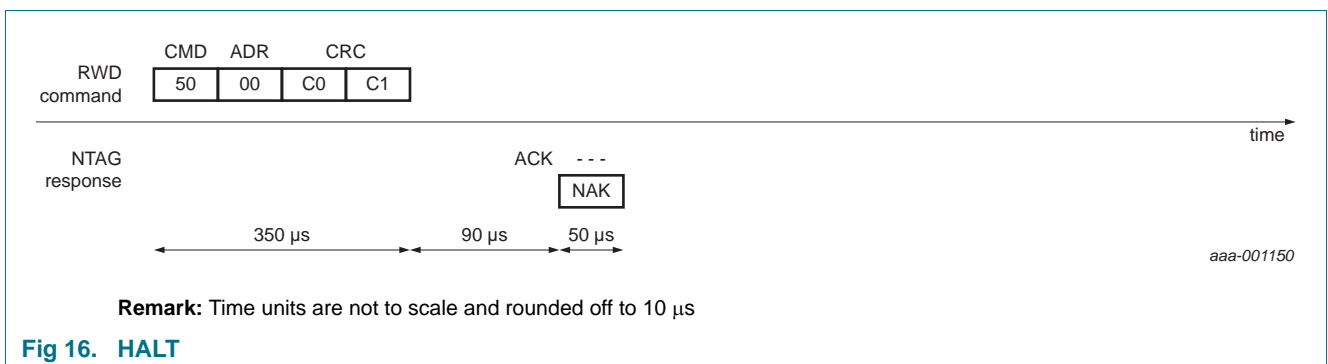 CMD ADR CRC
RWD
command
50 00 C0 C1
time
NTAG
response
ACK - - -
NAK
350 µs 90 µs 50 µs
aaa-001150
Remark: Time units are not to scale and rounded off to 10 µs
Fig 16. HALT